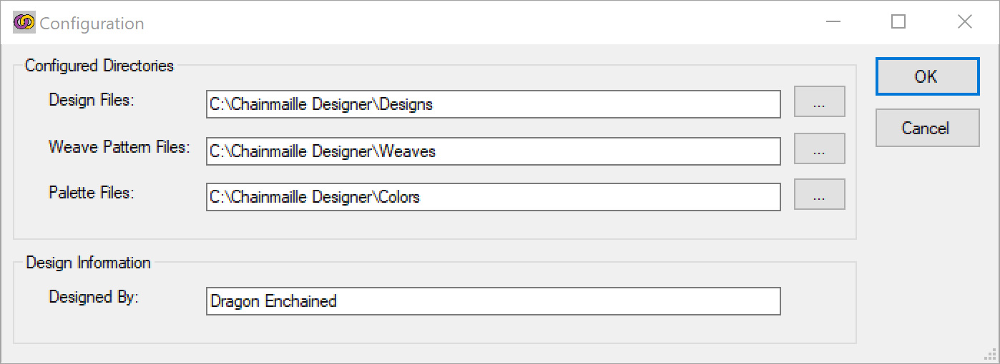 Configuration
Configured Directories
Design Files: C:\Chainmaille Designer\Designs ...
Weave Pattern Files: C:\Chainmaille Designer\Weaves ...
Palette Files: C:\Chainmaille Designer\Colors ...
Design Information
Designed By: Dragon Enchained
OK
Cancel